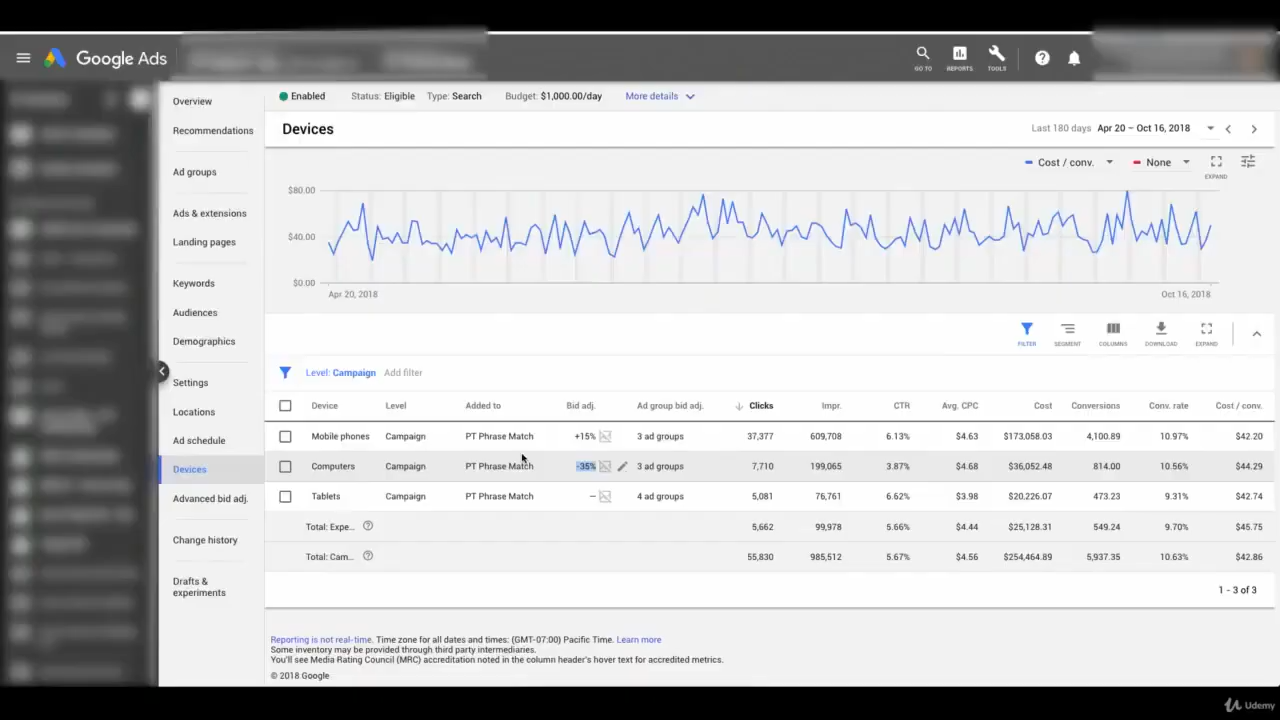 Google Ads
GO TO
REPORTS
TOOLS
Overview
Recommendations
Ad groups
Ads & extensions
Landing pages
Keywords
Audiences
Demographics
Settings
Locations
Ad schedule
Devices
Advanced bid adj.
Change history
Drafts &
experiments
Enabled Status: Eligible Type: Search Budget: $1,000.00/day More details
Devices
Last 180 days Apr 20 – Oct 16, 2018
Cost / conv. None
EXPAND
$80.00
$40.00
$0.00
Apr 20, 2018 Oct 16, 2018
FILTER SEGMENT COLUMNS DOWNLOAD EXPAND
Level: Campaign Add filter
Device Level Added to Bid adj. Ad group bid adj. Clicks Impr. CTR Avg. CPC Cost Conversions Conv. rate Cost / conv.
Mobile phones Campaign PT Phrase Match +15% 3 ad groups 37,377 609,708 6.13% $4.63 $173,058.03 4,100.89 10.97% $42.20
Computers Campaign PT Phrase Match -35% 3 ad groups 7,710 199,065 3.87% $4.68 $36,052.48 814.00 10.56% $44.29
Tablets Campaign PT Phrase Match – 4 ad groups 5,081 76,761 6.62% $3.98 $20,226.07 473.23 9.31% $42.74
Total: Expe... 5,662 99,978 5.66% $4.44 $25,128.31 549.24 9.70% $45.75
Total: Cam... 55,830 985,512 5.67% $4.56 $254,464.89 5,937.35 10.63% $42.86
1 - 3 of 3
Reporting is not real-time. Time zone for all dates and times: (GMT-07:00) Pacific Time. Learn more
Some inventory may be provided through third party intermediaries.
You'll see Media Rating Council (MRC) accreditation noted in the column header's hover text for accredited metrics.
© 2018 Google
Udemy